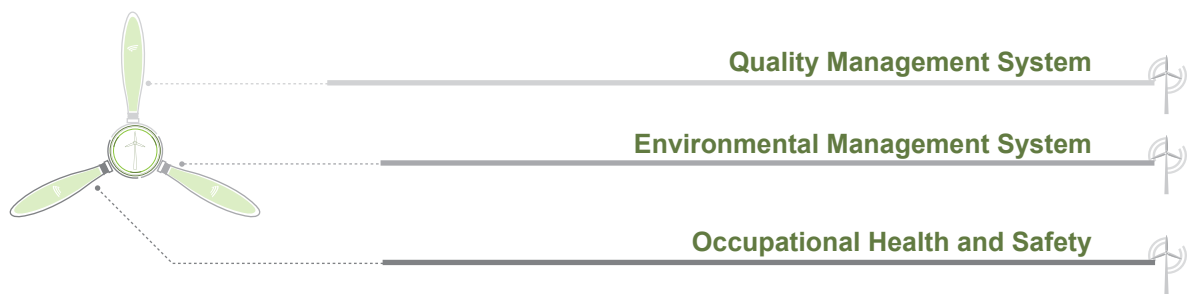 Quality Management System
Environmental Management System
Occupational Health and Safety